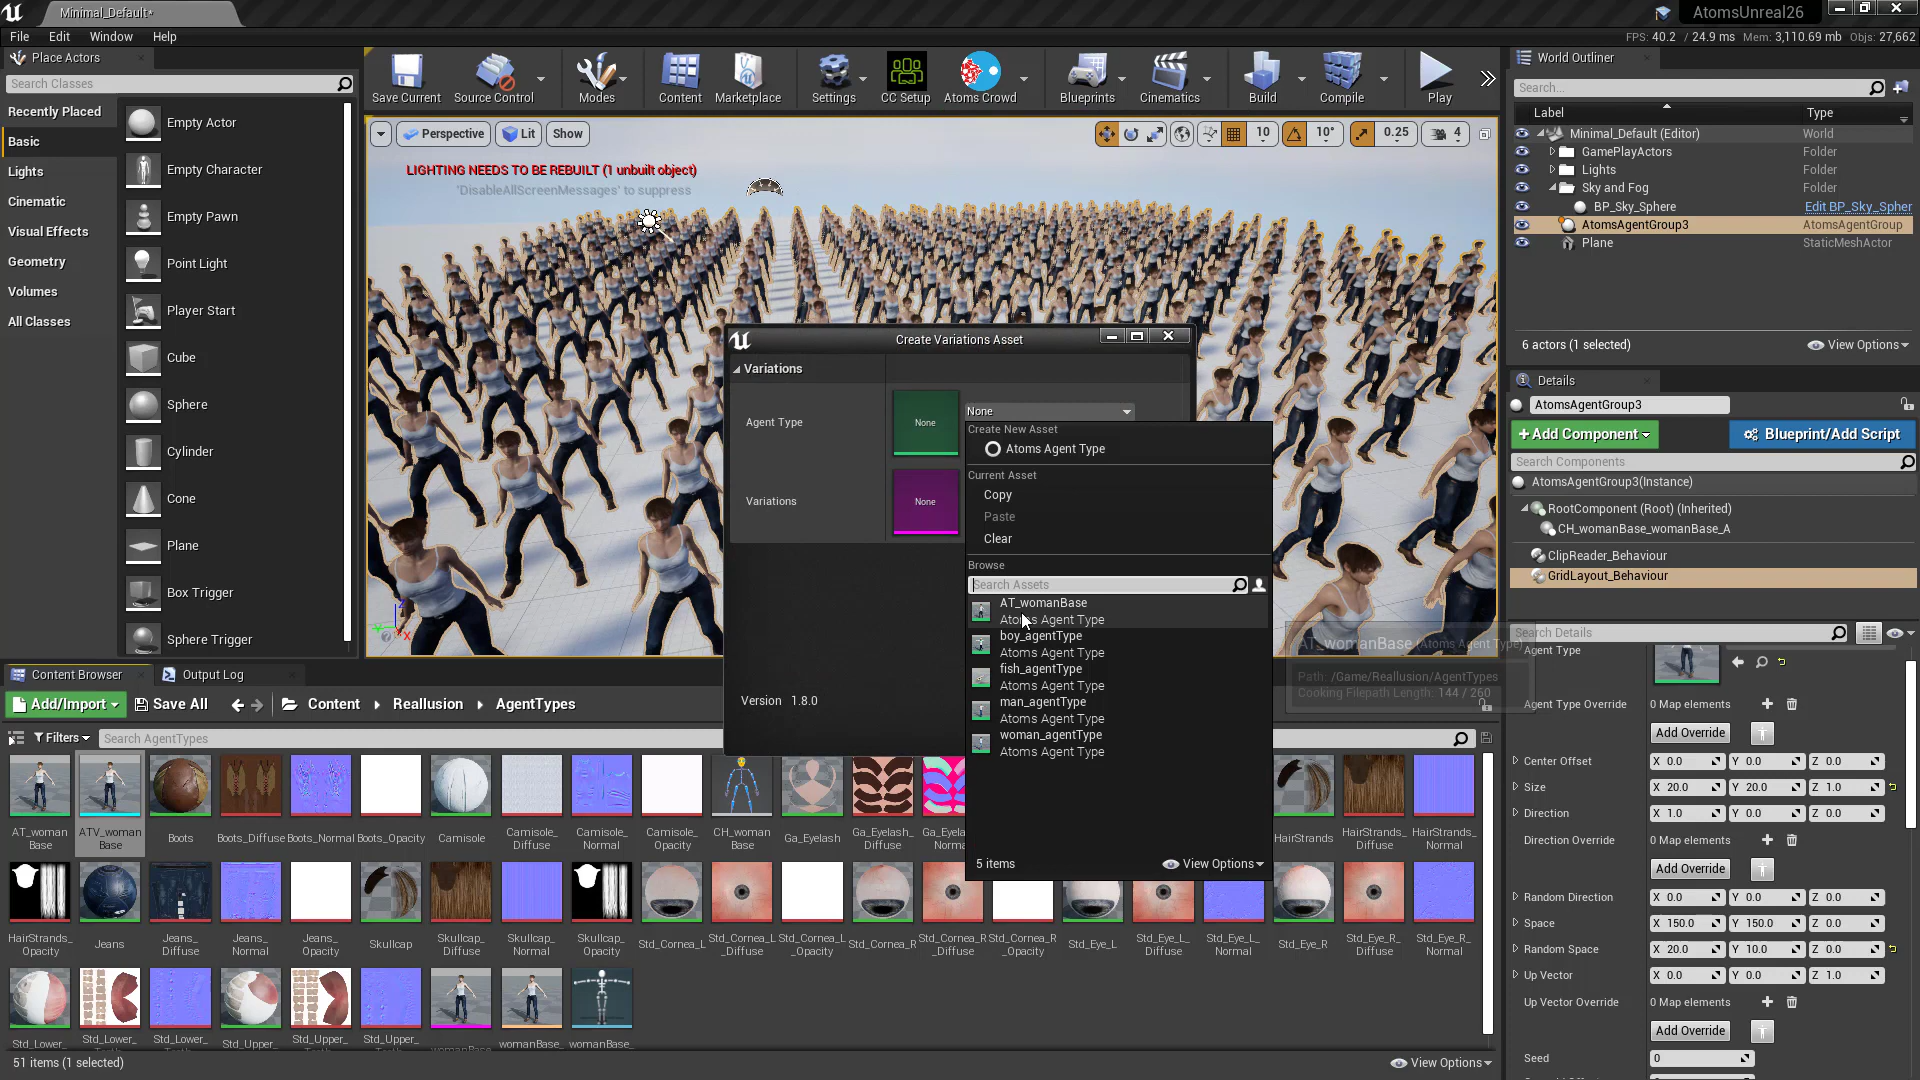 Minimal_Default•
AtomsUnreal26
File Edit Window Help
FPS: 40.2 / 24.9 ms Mem: 3,110.69 mb Objs: 27,662
Place Actors
Search Classes
Recently Placed
Basic
Lights
Cinematic
Visual Effects
Geometry
Volumes
All Classes
Empty Actor
Empty Character
Empty Pawn
Point Light
Player Start
Cube
Sphere
Cylinder
Cone
Plane
Box Trigger
Sphere Trigger
Save Current Source Control Modes Content Marketplace Settings CC Setup Atoms Crowd Blueprints Cinematics Build Compile Play
Perspective Lit Show
10 10° 0.25 4
LIGHTING NEEDS TO BE REBUILT (1 unbuilt object)
'DisableAllScreenMessages' to suppress
Create Variations Asset
Variations
Agent Type
None
None
Variations
None
Version 1.8.0
Create New Asset
Atoms Agent Type
Current Asset
Copy
Paste
Clear
Browse
Search Assets
AT_womanBase
Atoms Agent Type
boy_agentType
Atoms Agent Type
fish_agentType
Atoms Agent Type
man_agentType
Atoms Agent Type
woman_agentType
Atoms Agent Type
5 items
View Options
AT_womanBase (Atoms Agent Type)
Path: /Game/Reallusion/AgentTypes
Cooking Filepath Length: 144 / 260
World Outliner
Search...
Label Type
Minimal_Default (Editor) World
GamePlayActors Folder
Lights Folder
Sky and Fog Folder
BP_Sky_Sphere Edit BP_Sky_Spher
AtomsAgentGroup3 AtomsAgentGroup
Plane StaticMeshActor
6 actors (1 selected)
View Options
Details
AtomsAgentGroup3
+Add Component
Blueprint/Add Script
Search Components
AtomsAgentGroup3(Instance)
RootComponent (Root) (Inherited)
CH_womanBase_womanBase_A
ClipReader_Behaviour
GridLayout_Behaviour
Search Details
Agent Type
Agent Type Override 0 Map elements
Add Override
Center Offset X 0.0 Y 0.0 Z 0.0
Size X 20.0 Y 20.0 Z 1.0
Direction X 1.0 Y 0.0 Z 0.0
Direction Override 0 Map elements
Add Override
Random Direction X 0.0 Y 0.0 Z 0.0
Space X 150.0 Y 150.0 Z 0.0
Random Space X 20.0 Y 10.0 Z 0.0
Up Vector X 0.0 Y 0.0 Z 1.0
Up Vector Override 0 Map elements
Add Override
Seed 0
Content Browser
Output Log
Add/Import Save All Content Reallusion AgentTypes
Filters
Search AgentTypes
AT_woman Base
ATV_woman Base
Boots
Boots_Diffuse
Boots_Normal
Boots_Opacity
Camisole
Camisole_ Diffuse
Camisole_ Normal
Camisole_ Opacity
CH_woman Base
Ga_Eyelash
Ga_Eyelash_ Diffuse
HairStrands
HairStrands_ Diffuse
HairStrands_ Normal
HairStrands_ Opacity
Jeans
Jeans_ Diffuse
Jeans_ Normal
Jeans_ Opacity
Skullcap
Skullcap_ Diffuse
Skullcap_ Normal
Skullcap_ Opacity
Std_Cornea_L
Std_Cornea_L _Diffuse
Std_Cornea_L _Opacity
Std_Cornea_R
Std_Cornea_R _Diffuse
Std_Cornea_R _Opacity
Std_Eye_L
Std_Eye_L_ Diffuse
Std_Eye_L_ Normal
Std_Eye_R
Std_Eye_R_ Diffuse
Std_Eye_R_ Normal
Std_Lower_
Std_Lower_
Std_Lower_
Std_Upper_
Std_Upper_
Std_Upper_
womanBase_
womanBase_
51 items (1 selected)
View Options